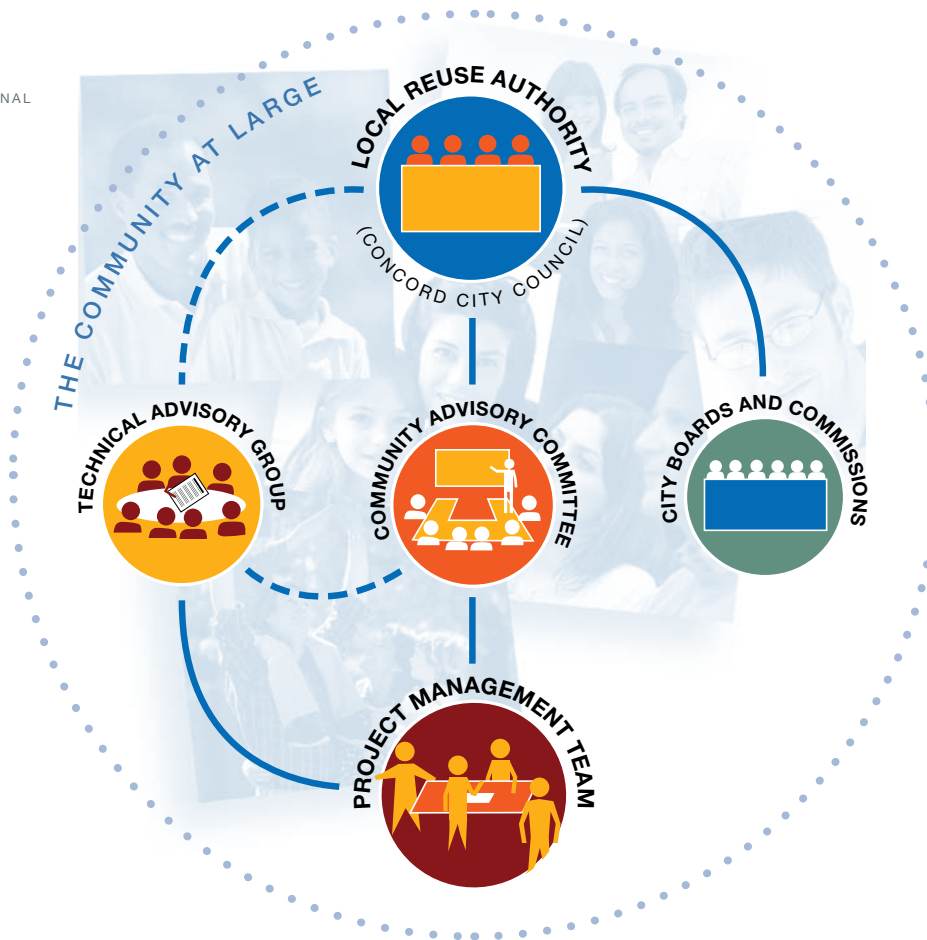 NAL
THE COMMUNITY AT LARGE
LOCAL REUSE AUTHORITY
(CONCORD CITY COUNCIL)
TECHNICAL ADVISORY GROUP
COMMUNITY ADVISORY COMMITTEE
CITY BOARDS AND COMMISSIONS
PROJECT MANAGEMENT TEAM